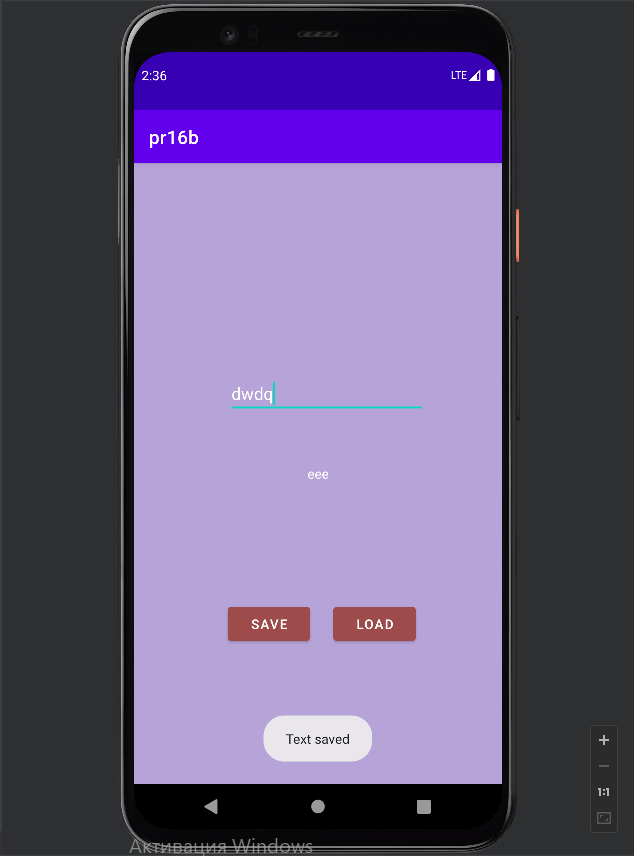 2:36
LTE
pr16b
dwdq
eee
SAVE
LOAD
Text saved
1:1
Активация Windows